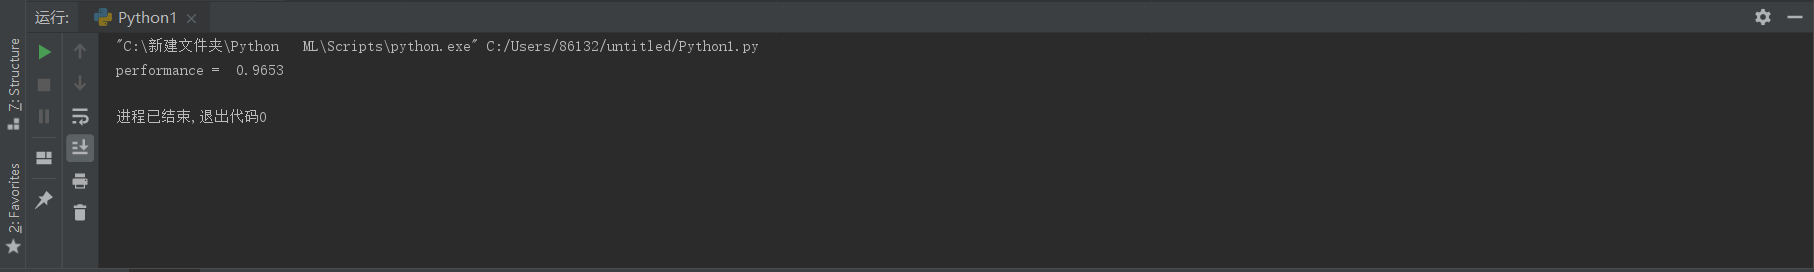 运行: Python1
"C:\新建文件夹\Python   ML\Scripts\python.exe" C:/Users/86132/untitled/Python1.py
performance =  0.9653
进程已结束,退出代码0
7: Structure
2: Favorites